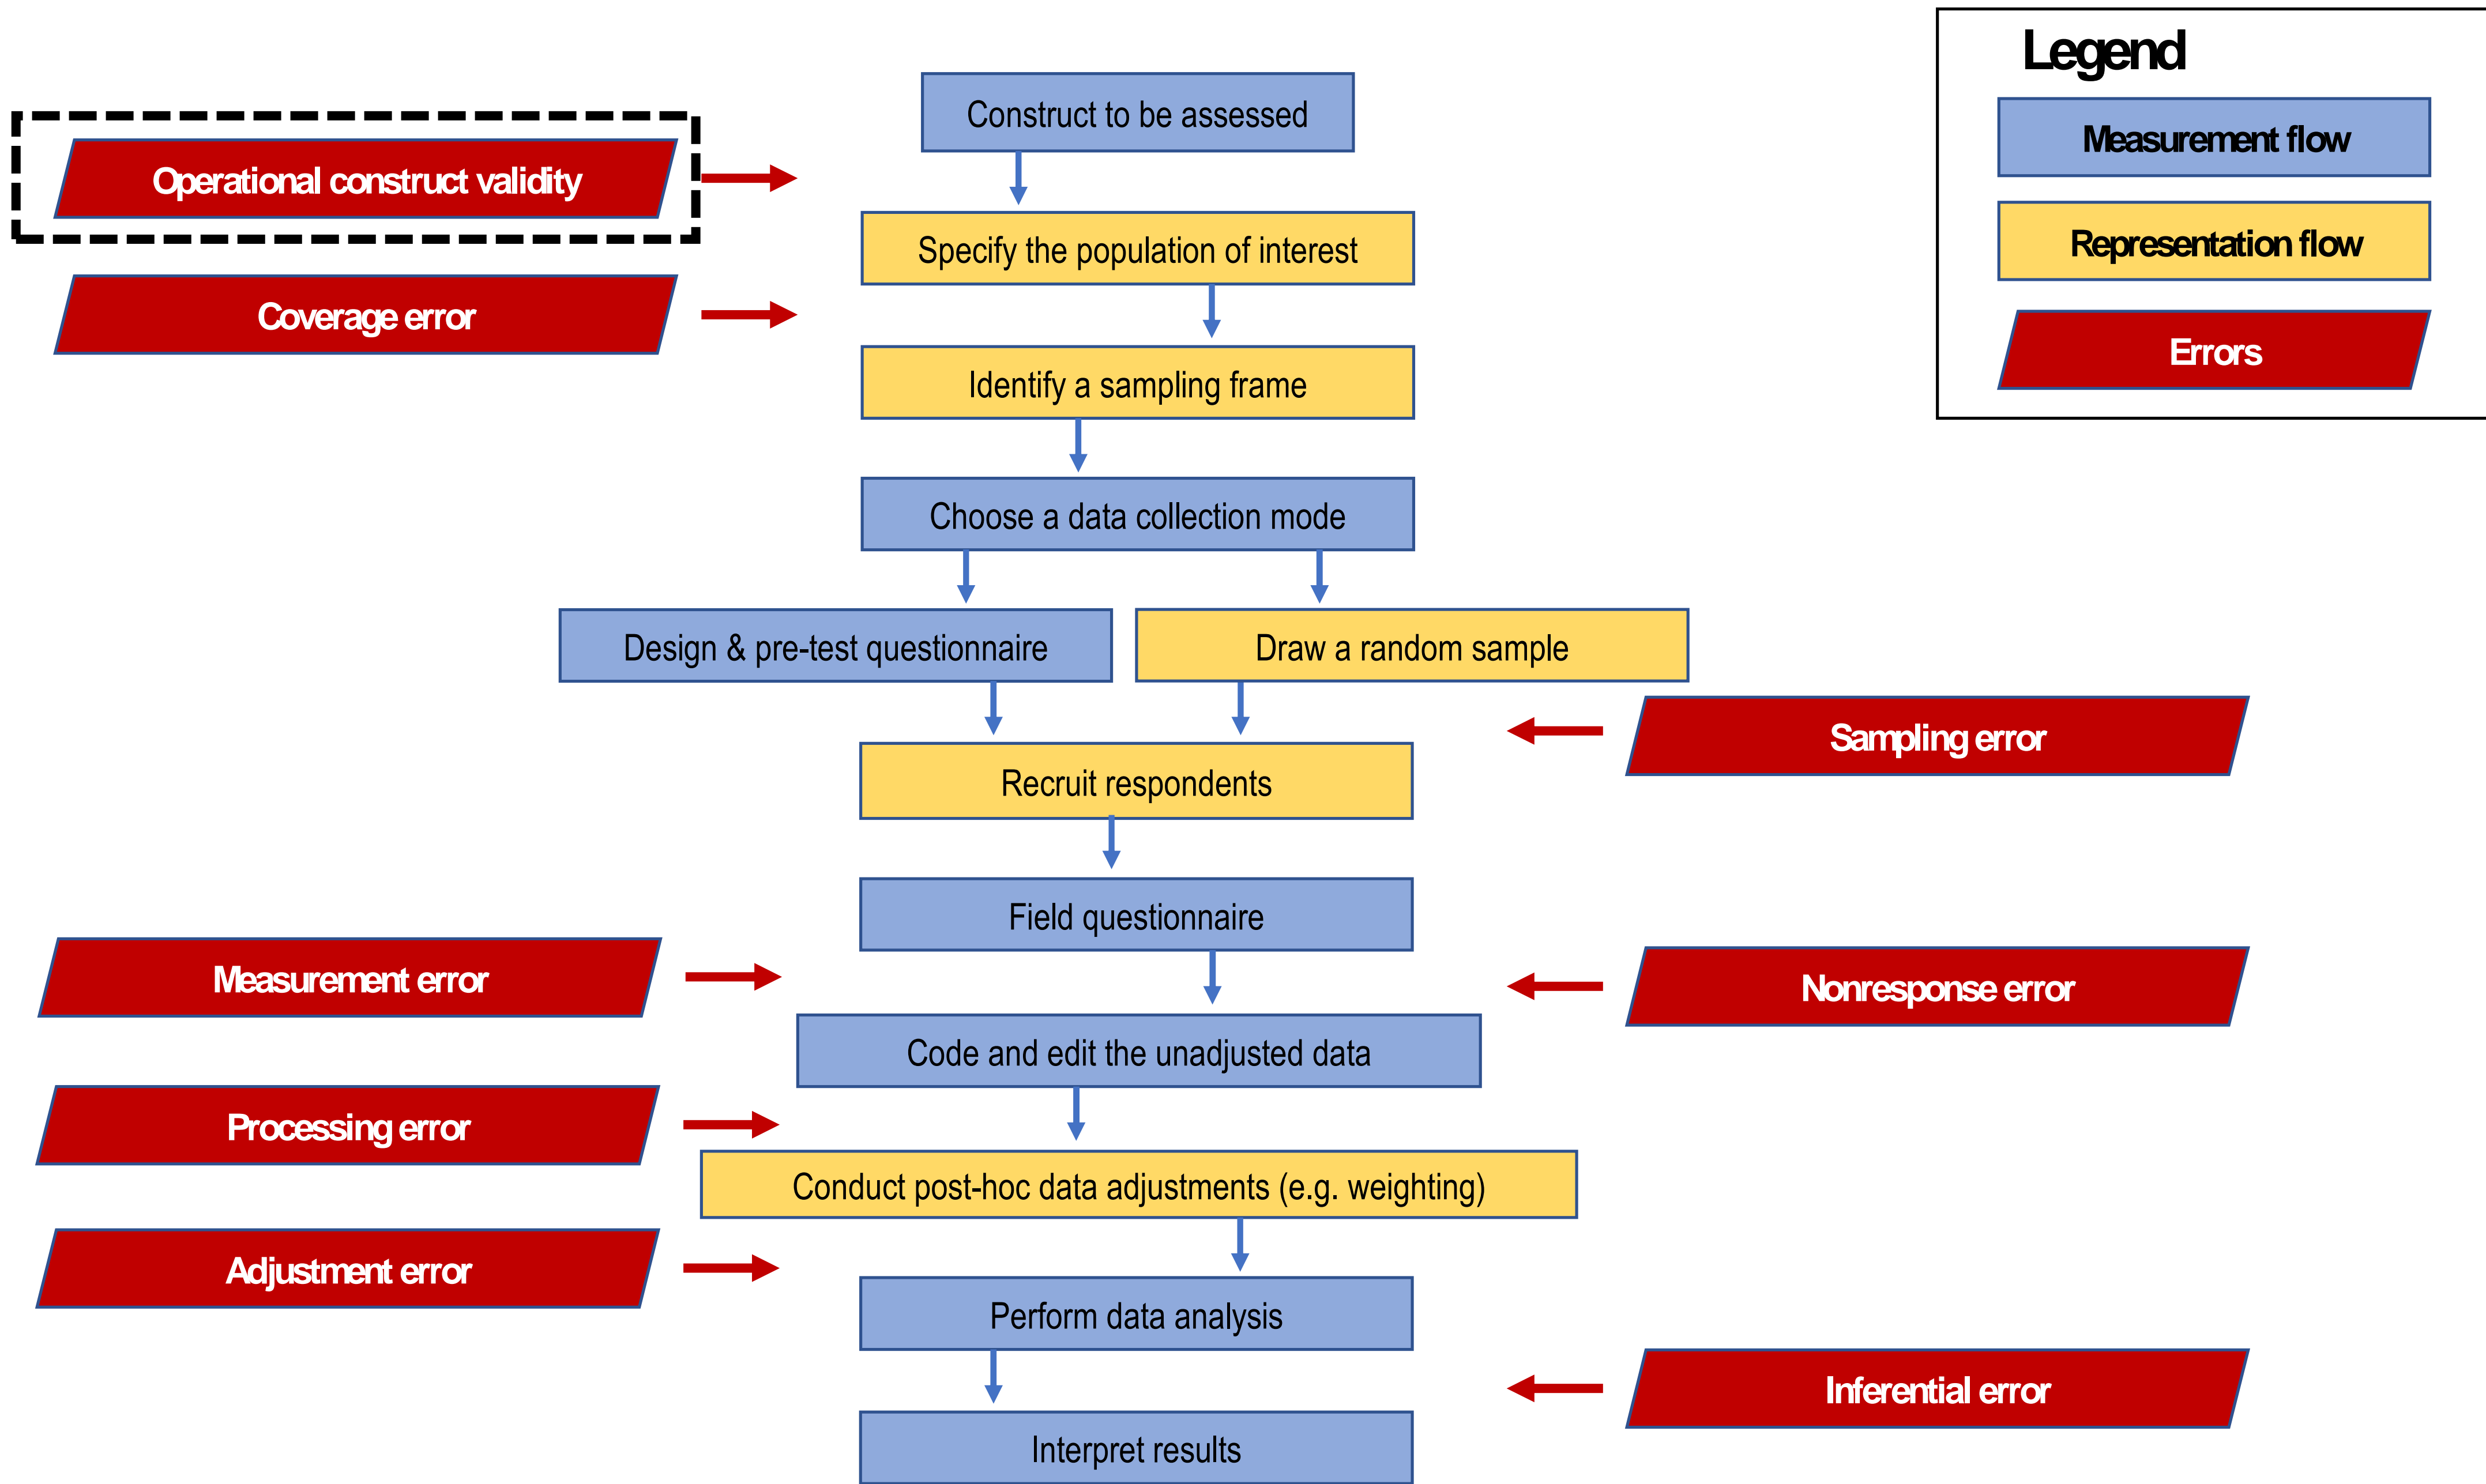 Legend
Measurement flow
Representation flow
Errors
Construct to be assessed
Operational construct validity
Specify the population of interest
Coverage error
Identify a sampling frame
Choose a data collection mode
Design & pre-test questionnaire
Draw a random sample
Sampling error
Recruit respondents
Field questionnaire
Measurement error
Nonresponse error
Code and edit the unadjusted data
Processing error
Conduct post-hoc data adjustments (e.g. weighting)
Adjustment error
Perform data analysis
Inferential error
Interpret results